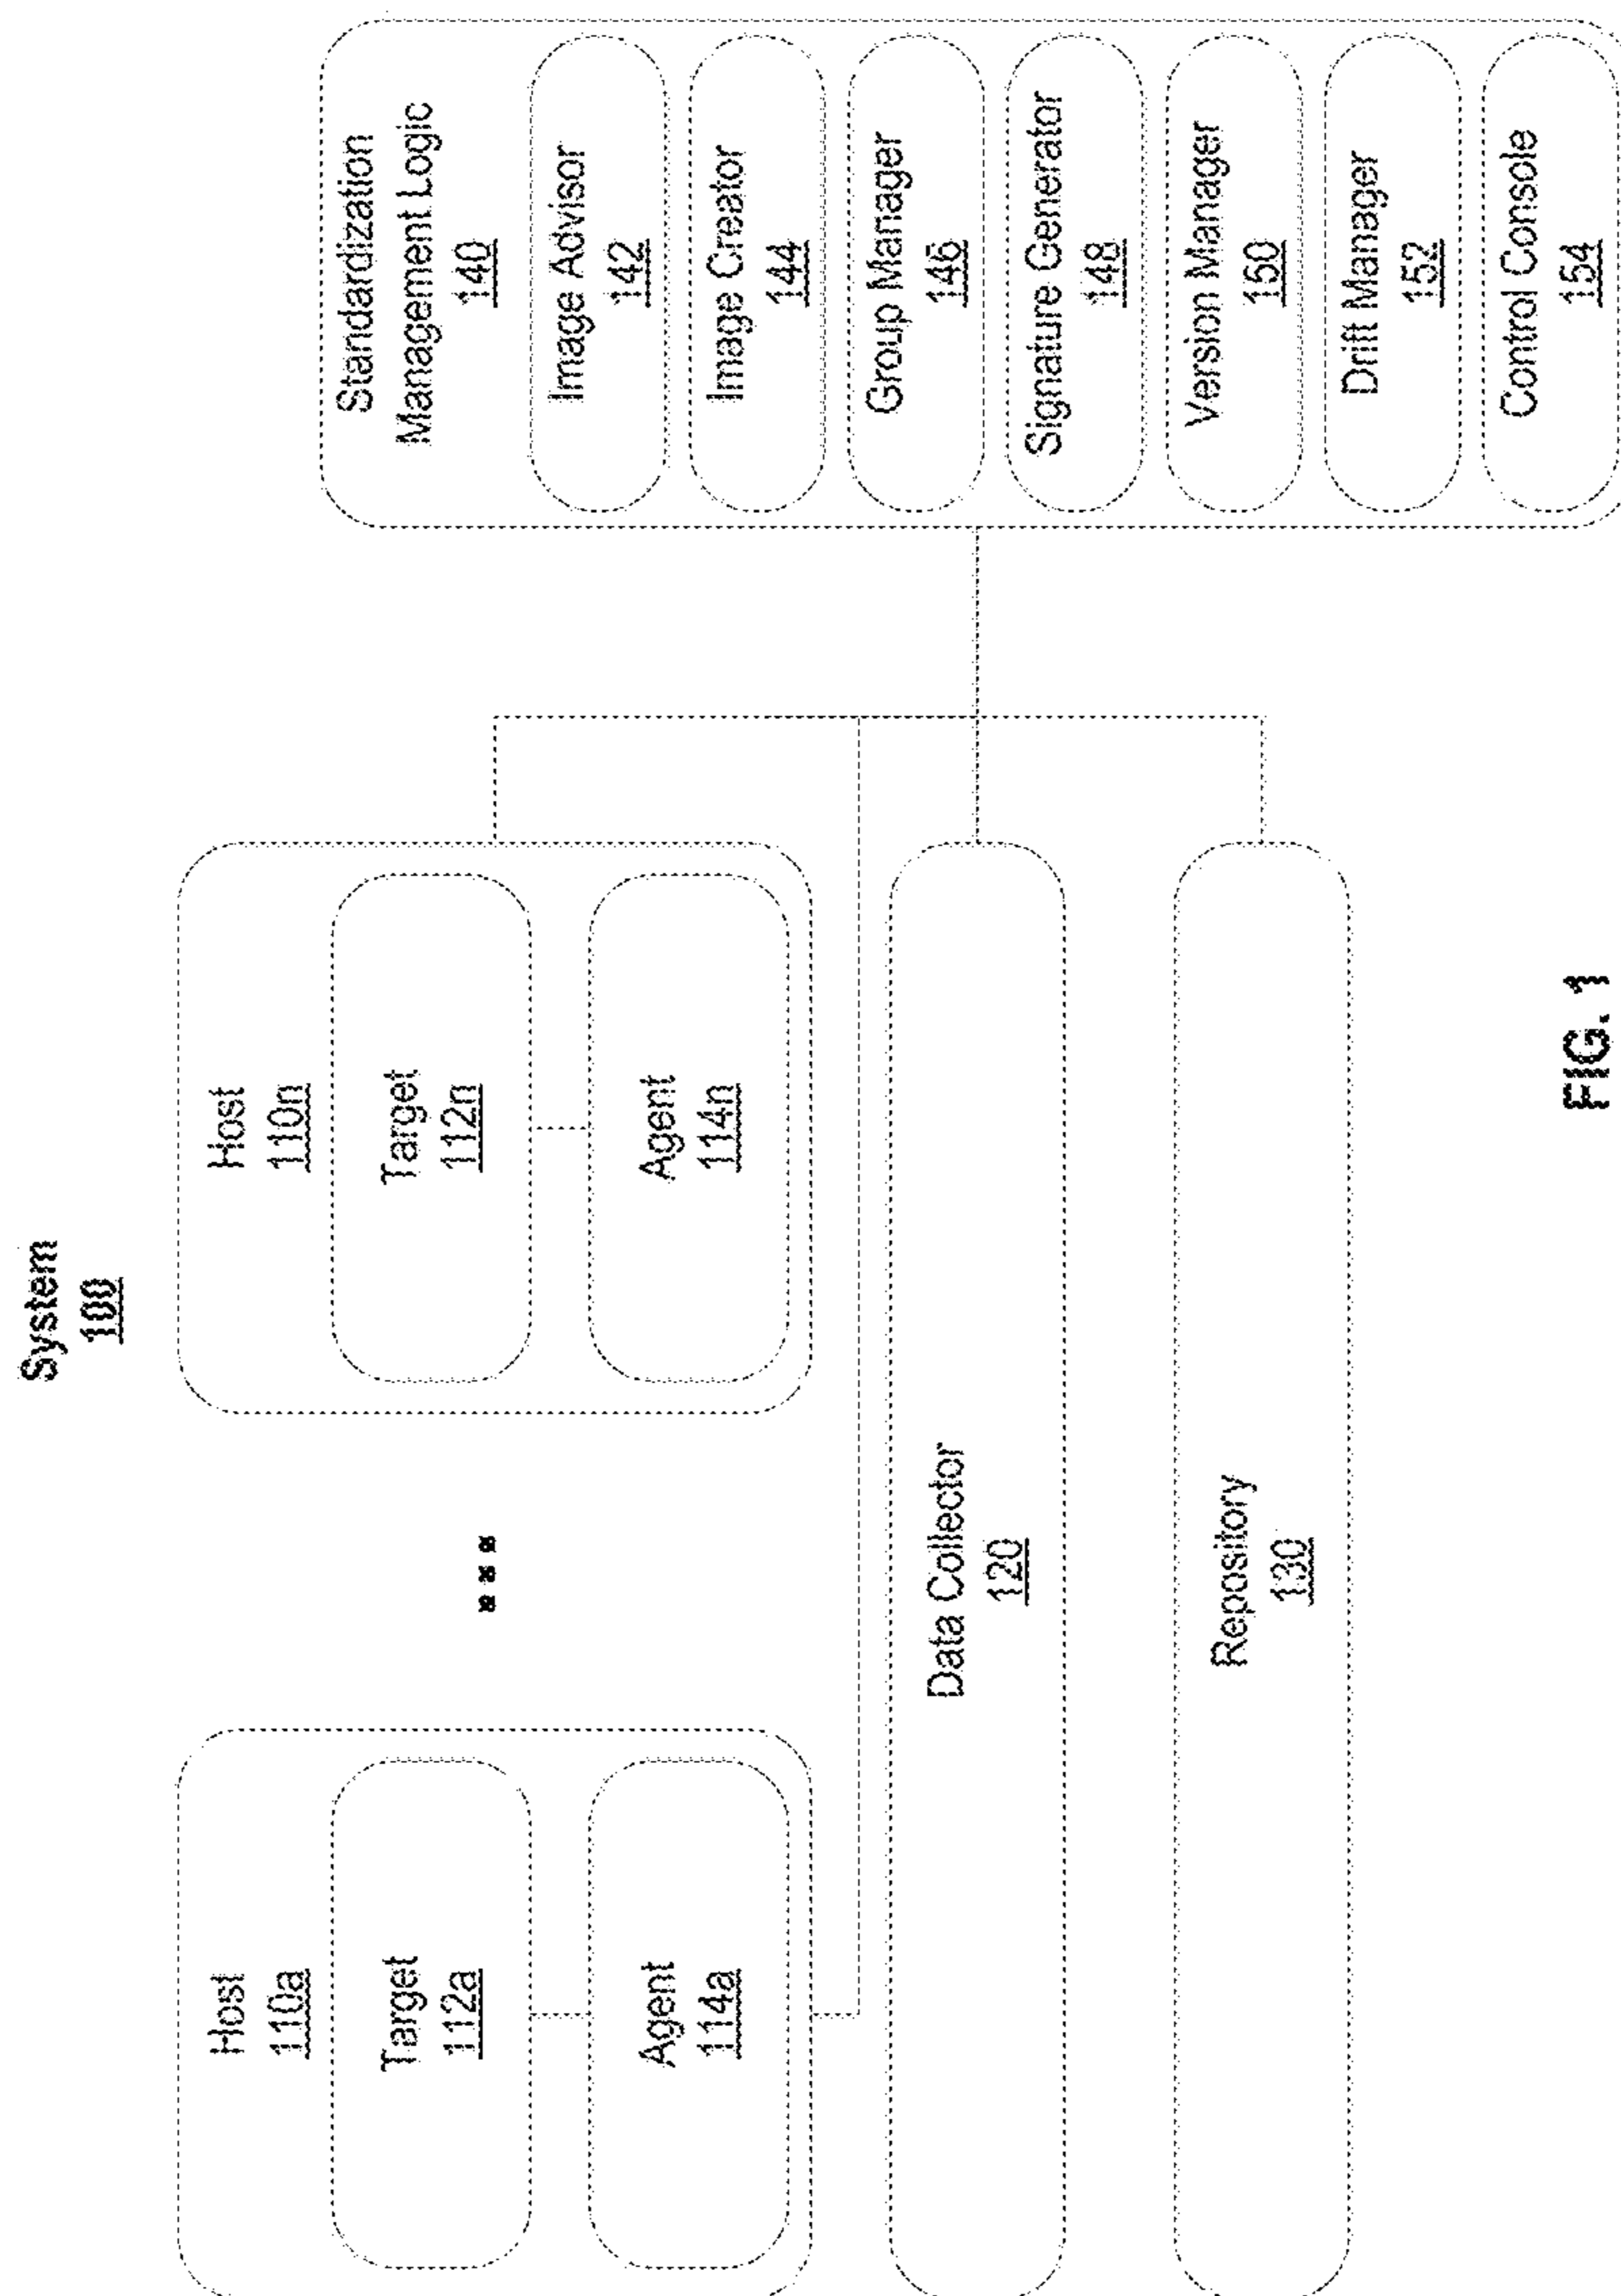 System
100
Host
110a
Target
112a
Agent
114a
...
Host
110n
Target
112n
Agent
114n
Data Collector
120
Repository
130
Standardization
Management Logic
140
Image Advisor
142
Image Creator
144
Group Manager
146
Signature Generator
148
Version Manager
150
Drift Manager
152
Control Console
154
FIG. 1